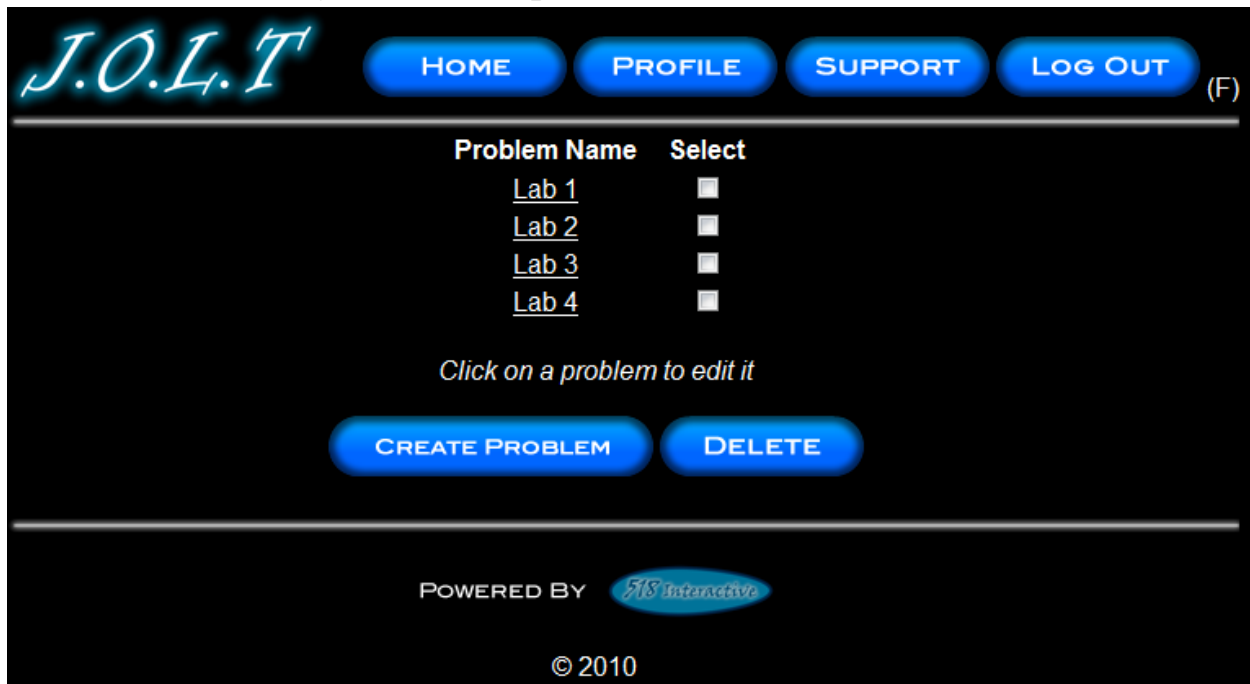 J.O.L.T HOME PROFILE SUPPORT LOG OUT (F)
Problem Name Select
Lab 1
Lab 2
Lab 3
Lab 4
Click on a problem to edit it
CREATE PROBLEM DELETE
POWERED BY 518 Interactive
© 2010